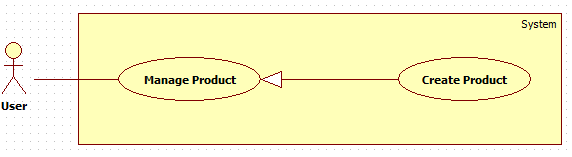 System
Manage Product
Create Product
User